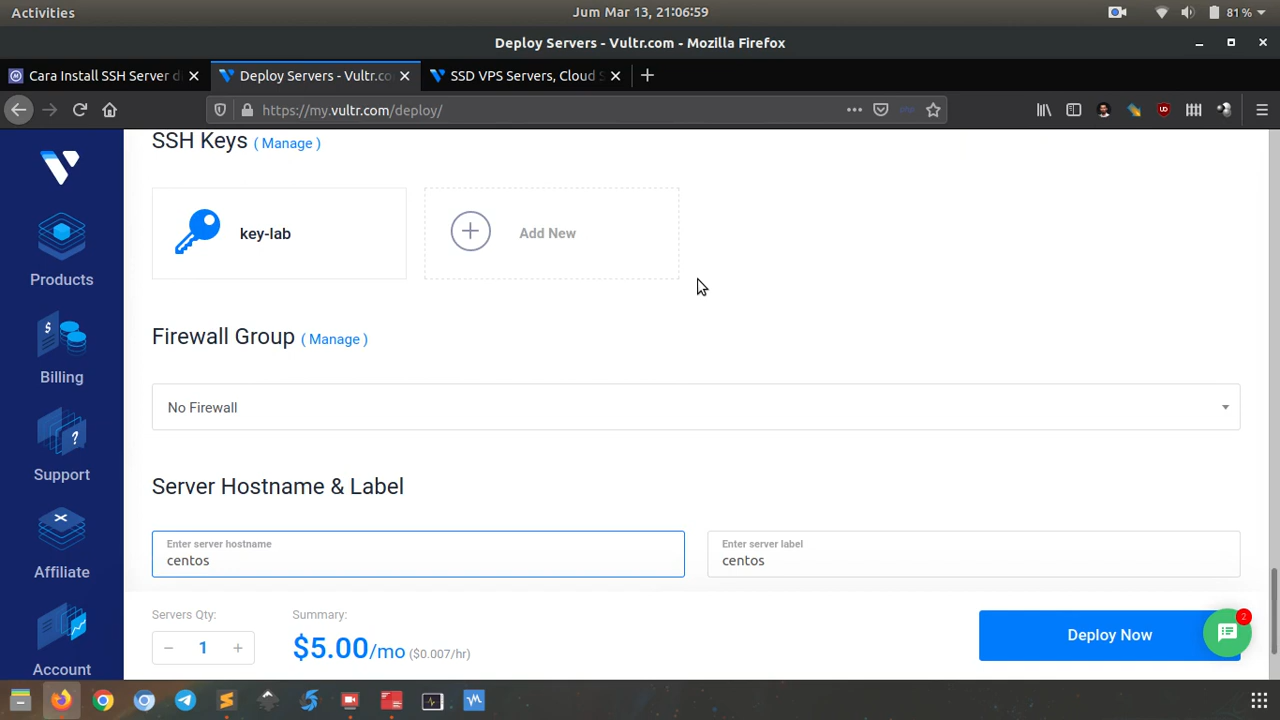 Activities
Jum Mar 13, 21:06:59
81 %
Deploy Servers - Vultr.com - Mozilla Firefox
Cara Install SSH Server d
Deploy Servers - Vultr.co
SSD VPS Servers, Cloud S
https://my.vultr.com/deploy/
SSH Keys ( Manage )
key-lab
Add New
Products
Firewall Group ( Manage )
Billing
No Firewall
Support
Server Hostname & Label
Enter server hostname
centos
Enter server label
centos
Affiliate
Servers Qty:
1
Summary:
$5.00/mo ($0.007/hr)
Deploy Now
2
Account